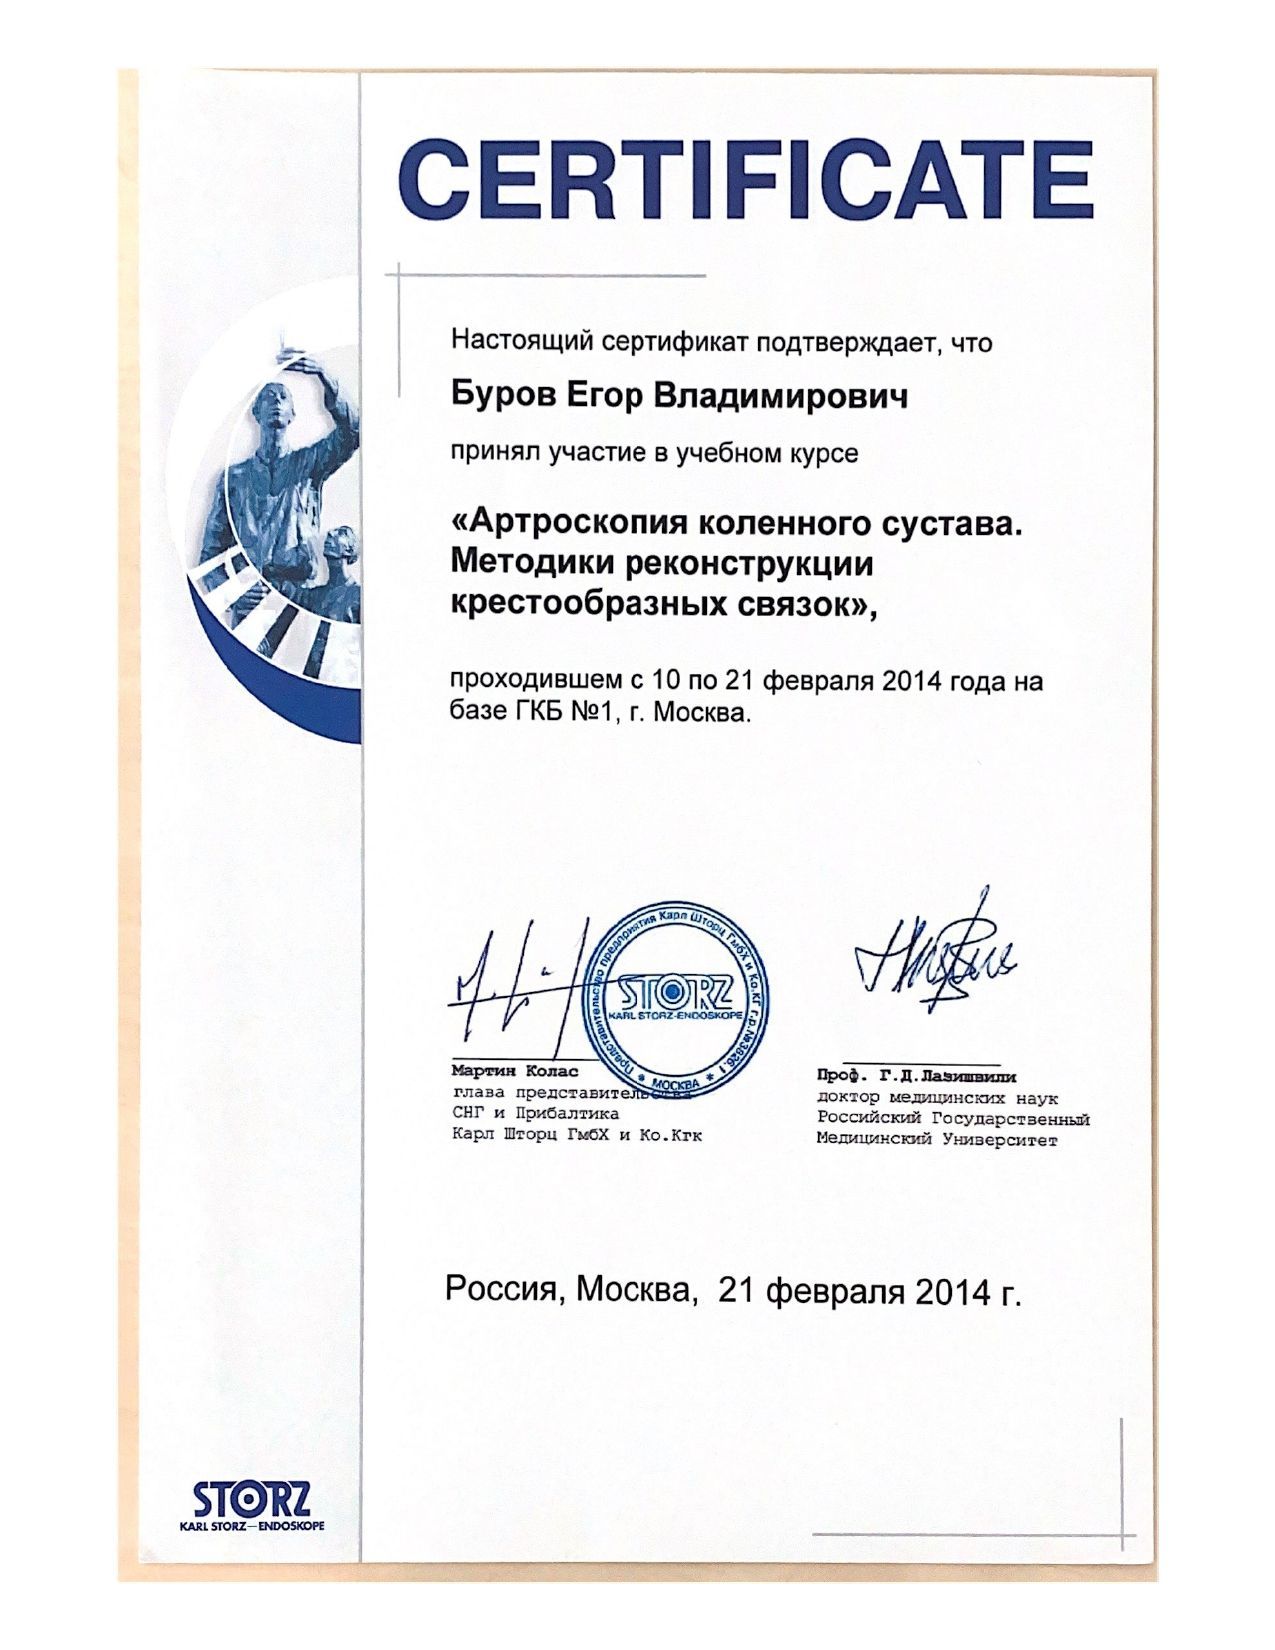 CERTIFICATE
Настоящий сертификат подтверждает, что
Буров Егор Владимирович
принял участие в учебном курсе
«Артроскопия коленного сустава.
Методики реконструкции
крестообразных связок»,
проходившем с 10 по 21 февраля 2014 года на
базе ГКБ №1, г. Москва.
Представительство предприятия Карл Шторц ГмбХ и Ко.КГ г.р.№3826.1
STORZ
KARL STORZ-ENDOSKOPE
* МОСКВА *
Мартин Колас
глава представительства
СНГ и Прибалтика
Карл Шторц ГмбХ и Ко.Кгк
Проф. Г.Д.Лазишвили
доктор медицинских наук
Российский Государственный
Медицинский Университет
Россия, Москва, 21 февраля 2014 г.
STORZ
KARL STORZ—ENDOSKOPE